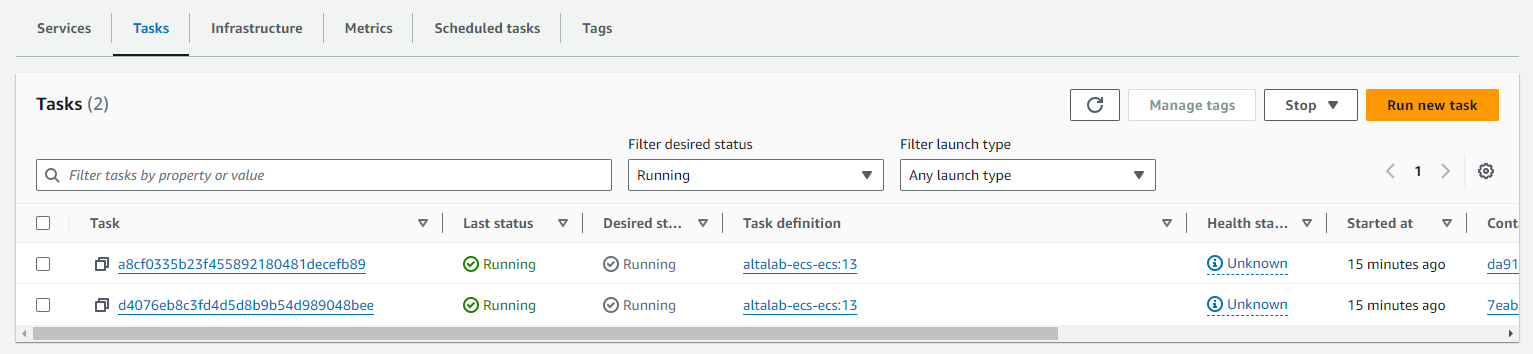 Services Tasks Infrastructure Metrics Scheduled tasks Tags
Tasks (2) Manage tags Stop Run new task
Filter desired status Filter launch type
Filter tasks by property or value Running Any launch type 1
Task Last status Desired st... Task definition Health sta... Started at Conta
a8cf0335b23f455892180481decefb89 Running Running altalab-ecs-ecs:13 Unknown 15 minutes ago da91
d4076eb8c3fd4d5d8b9b54d989048bee Running Running altalab-ecs-ecs:13 Unknown 15 minutes ago 7eab